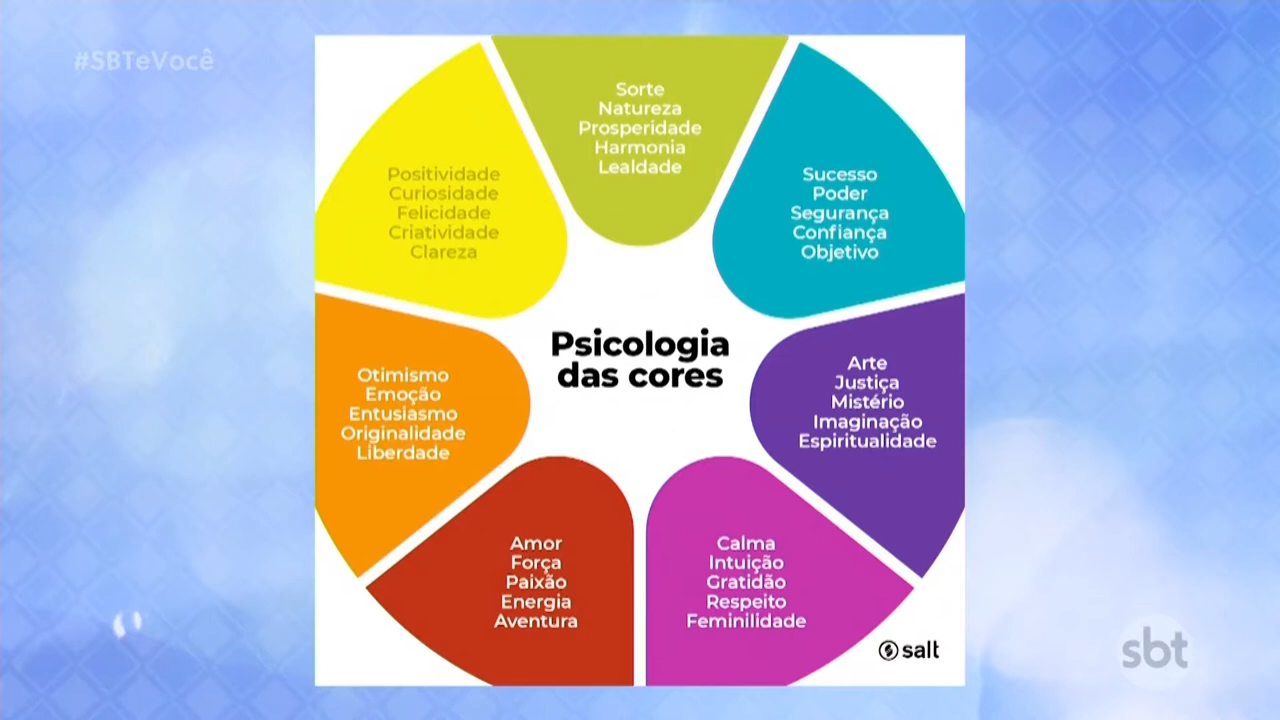 #SBTeVocê
Sorte
Natureza
Prosperidade
Harmonia
Lealdade
Positividade
Curiosidade
Felicidade
Criatividade
Clareza
Sucesso
Poder
Segurança
Confiança
Objetivo
Psicologia
das cores
Otimismo
Emoção
Entusiasmo
Originalidade
Liberdade
Arte
Justiça
Mistério
Imaginação
Espiritualidade
Amor
Força
Paixão
Energia
Aventura
Calma
Intuição
Gratidão
Respeito
Feminilidade
salt
sbt